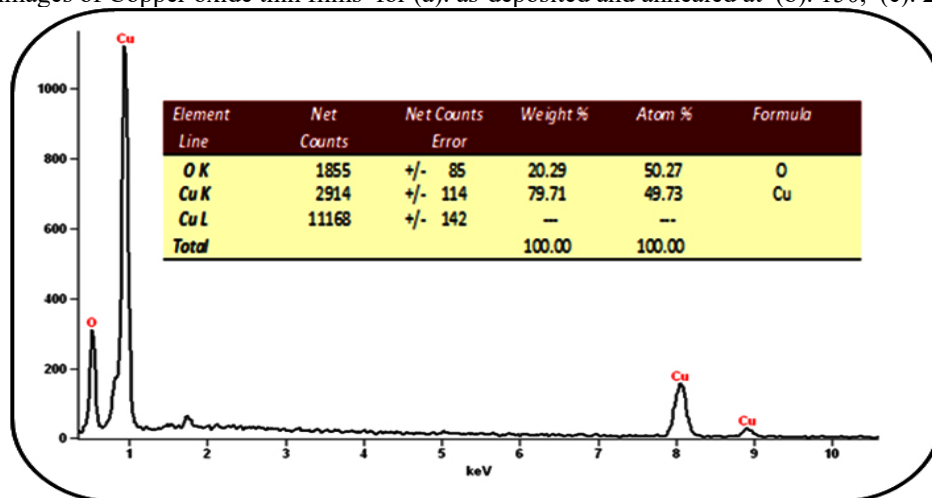 images of Copper oxide thin films for (a). as-deposited and annealed at (b). 150, (c).
Cu
1000
800
600
400
200
0
O
Element Line Net Counts Net Counts Error Weight % Atom % Formula
O K 1855 +/- 85 20.29 50.27 O
Cu K 2914 +/- 114 79.71 49.73 Cu
Cu L 11168 +/- 142 --- ---
Total 100.00 100.00
Cu
Cu
1 2 3 4 5 6 7 8 9 10
keV